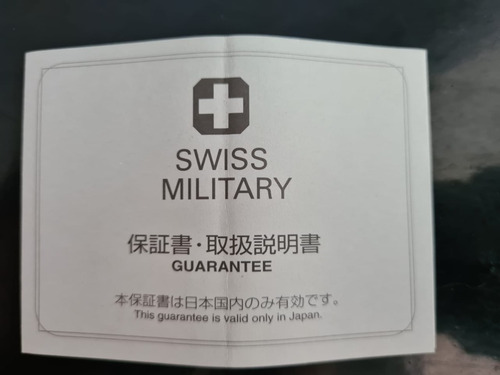 SWISS
MILITARY
保証書・取扱説明書
GUARANTEE
本保証書は日本国内のみ有効です。
This guarantee is valid only in Japan.